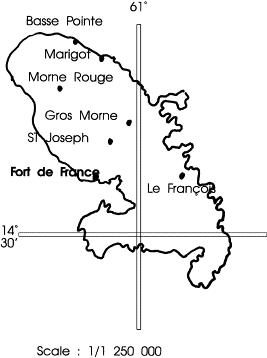 61°
Basse Pointe
Marigot
Morne Rouge
Gros Morne
St Joseph
Fort de France
Le François
14°
30'
Scale : 1/1 250 000